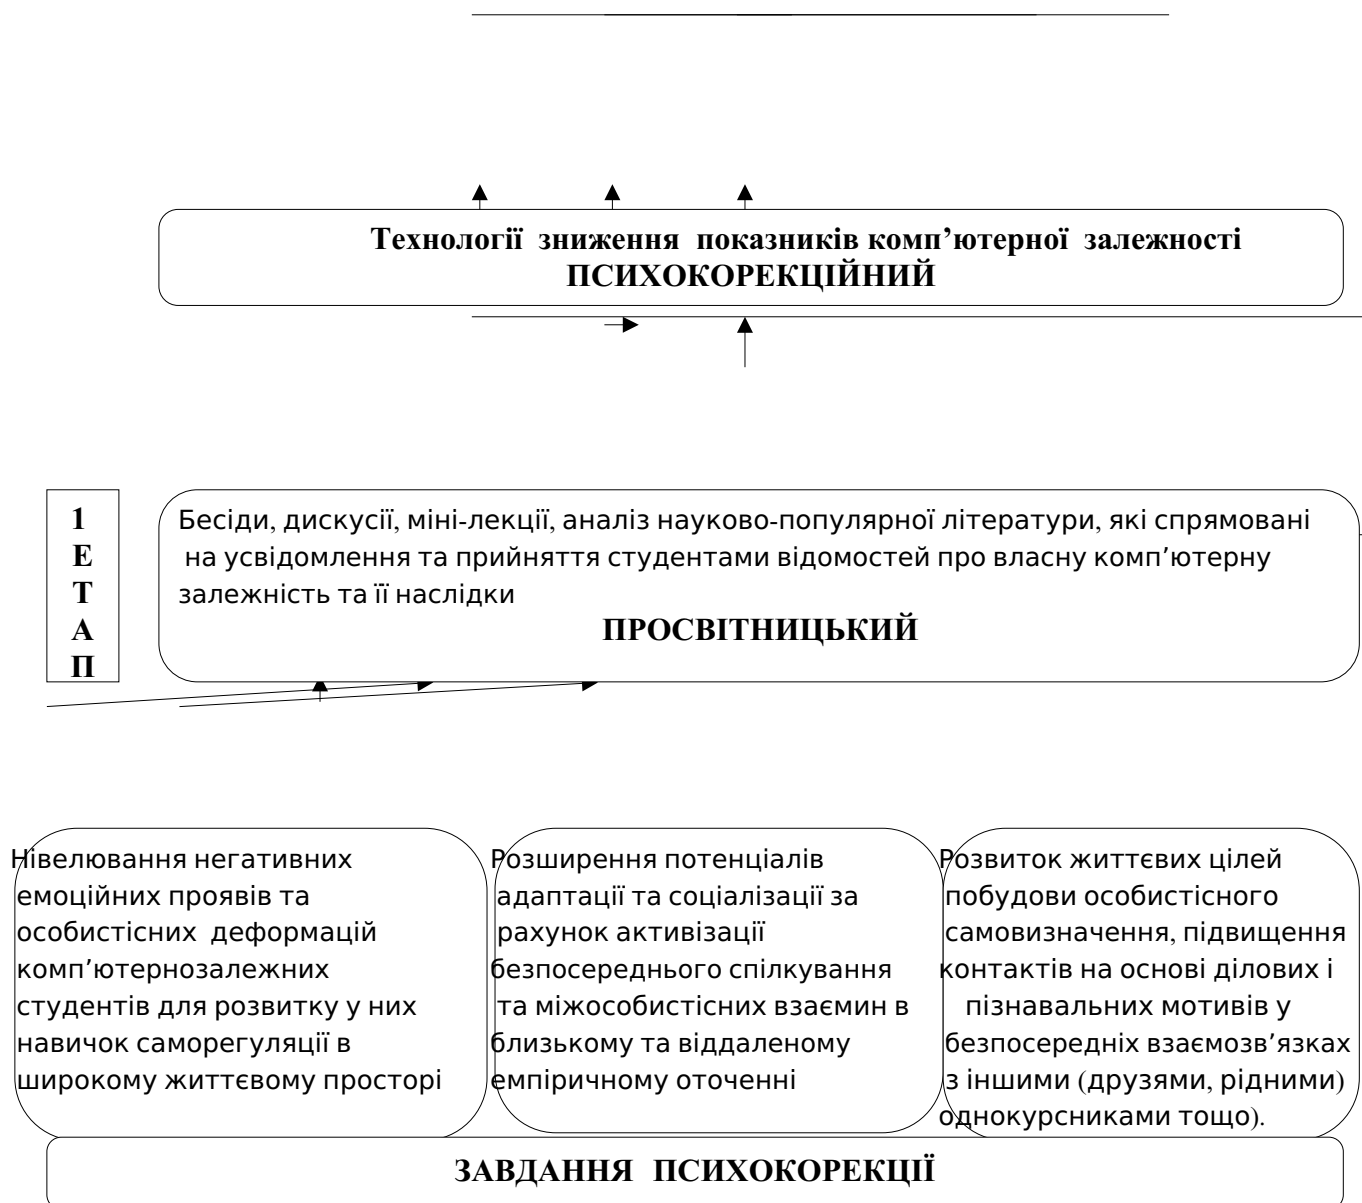 Технології зниження показників комп’ютерної залежності
ПСИХОКОРЕКЦІЙНИЙ
1
Е
Т
А
П
Бесіди, дискусії, міні-лекції, аналіз науково-популярної літератури, які спрямовані
на усвідомлення та прийняття студентами відомостей про власну комп’ютерну
залежність та її наслідки
ПРОСВІТНИЦЬКИЙ
Нівелювання негативних
емоційних проявів та
особистісних деформацій
комп’ютернозалежних
студентів для розвитку у них
навичок саморегуляції в
широкому життєвому просторі
Розширення потенціалів
адаптації та соціалізації за
рахунок активізації
безпосереднього спілкування
та міжособистісних взаємин в
близькому та віддаленому
емпіричному оточенні
Розвиток життєвих цілей
побудови особистісного
самовизначення, підвищення
контактів на основі ділових і
пізнавальних мотивів у
безпосередніх взаємозв’язках
з іншими (друзями, рідними)
однокурсниками тощо).
ЗАВДАННЯ ПСИХОКОРЕКЦІЇ